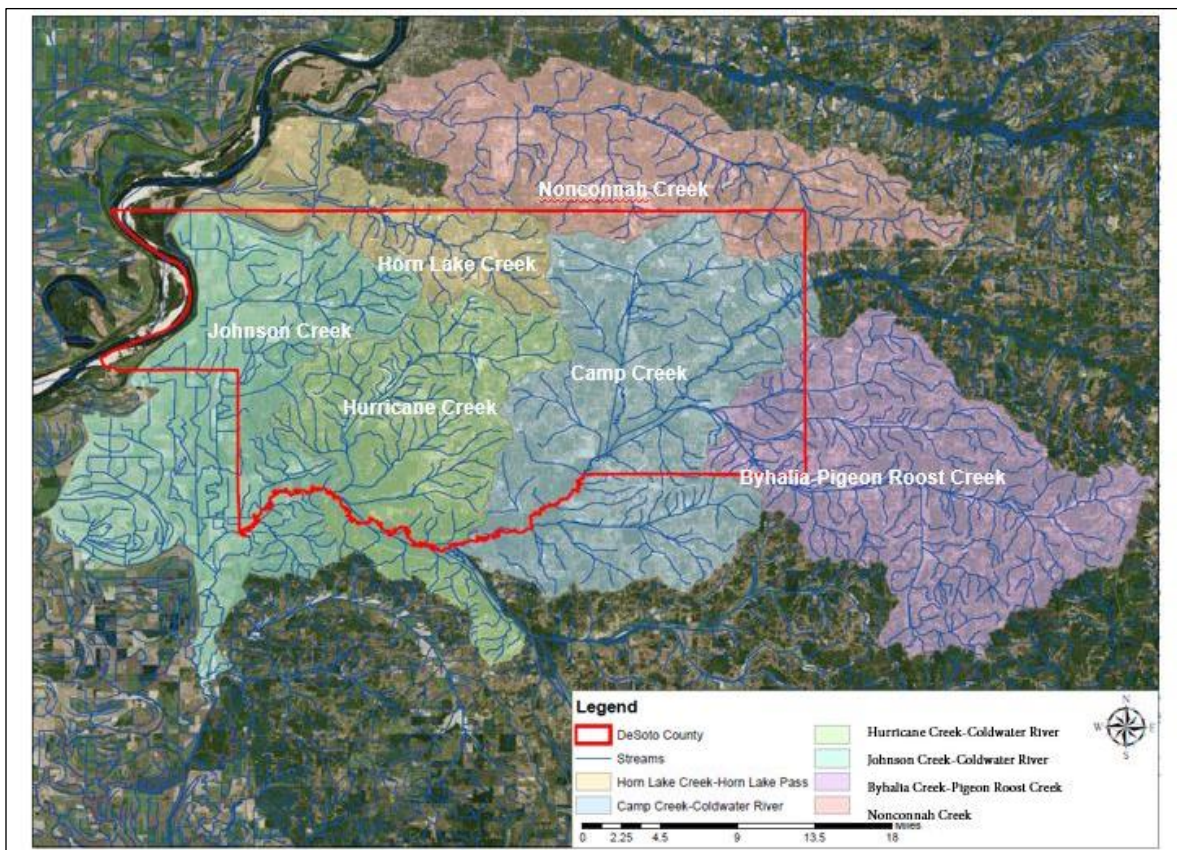 Nonconnah Creek
Horn Lake Creek
Johnson Creek
Camp Creek
Hurricane Creek
Byhalia-Pigeon Roost Creek
Legend
DeSoto County
Streams
Horn Lake Creek-Horn Lake Pass
Camp Creek-Coldwater River
Hurricane Creek-Coldwater River
Johnson Creek-Coldwater River
Byhalia Creek-Pigeon Roost Creek
Nonconnah Creek
N
W E
S
Miles
0 2.25 4.5 9 13.5 18